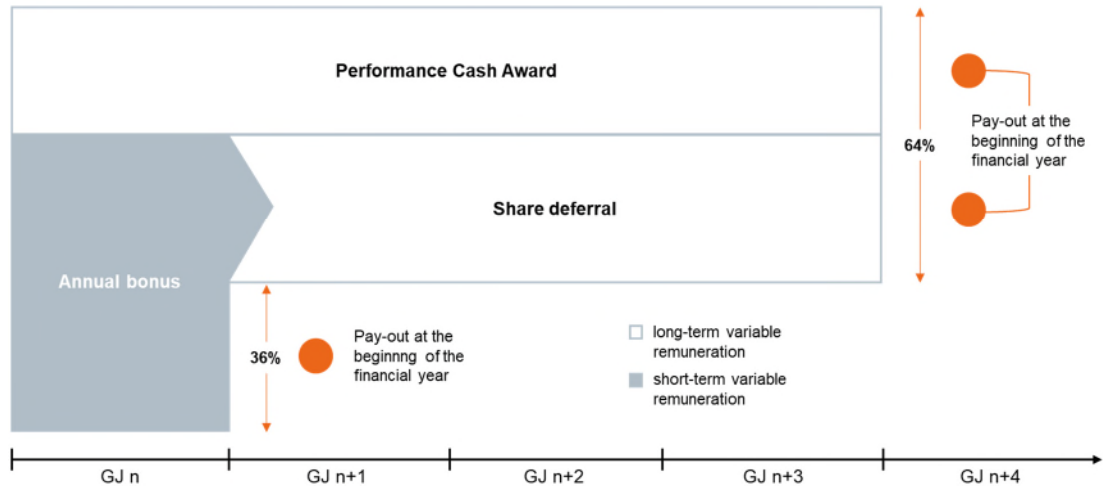 Performance Cash Award
64%
Pay-out at the
beginning of the
financial year
Share deferral
Annual bonus
36%
Pay-out at the
beginnng of the
financial year
long-term variable
remuneration
short-term variable
remuneration
GJ n
GJ n+1
GJ n+2
GJ n+3
GJ n+4